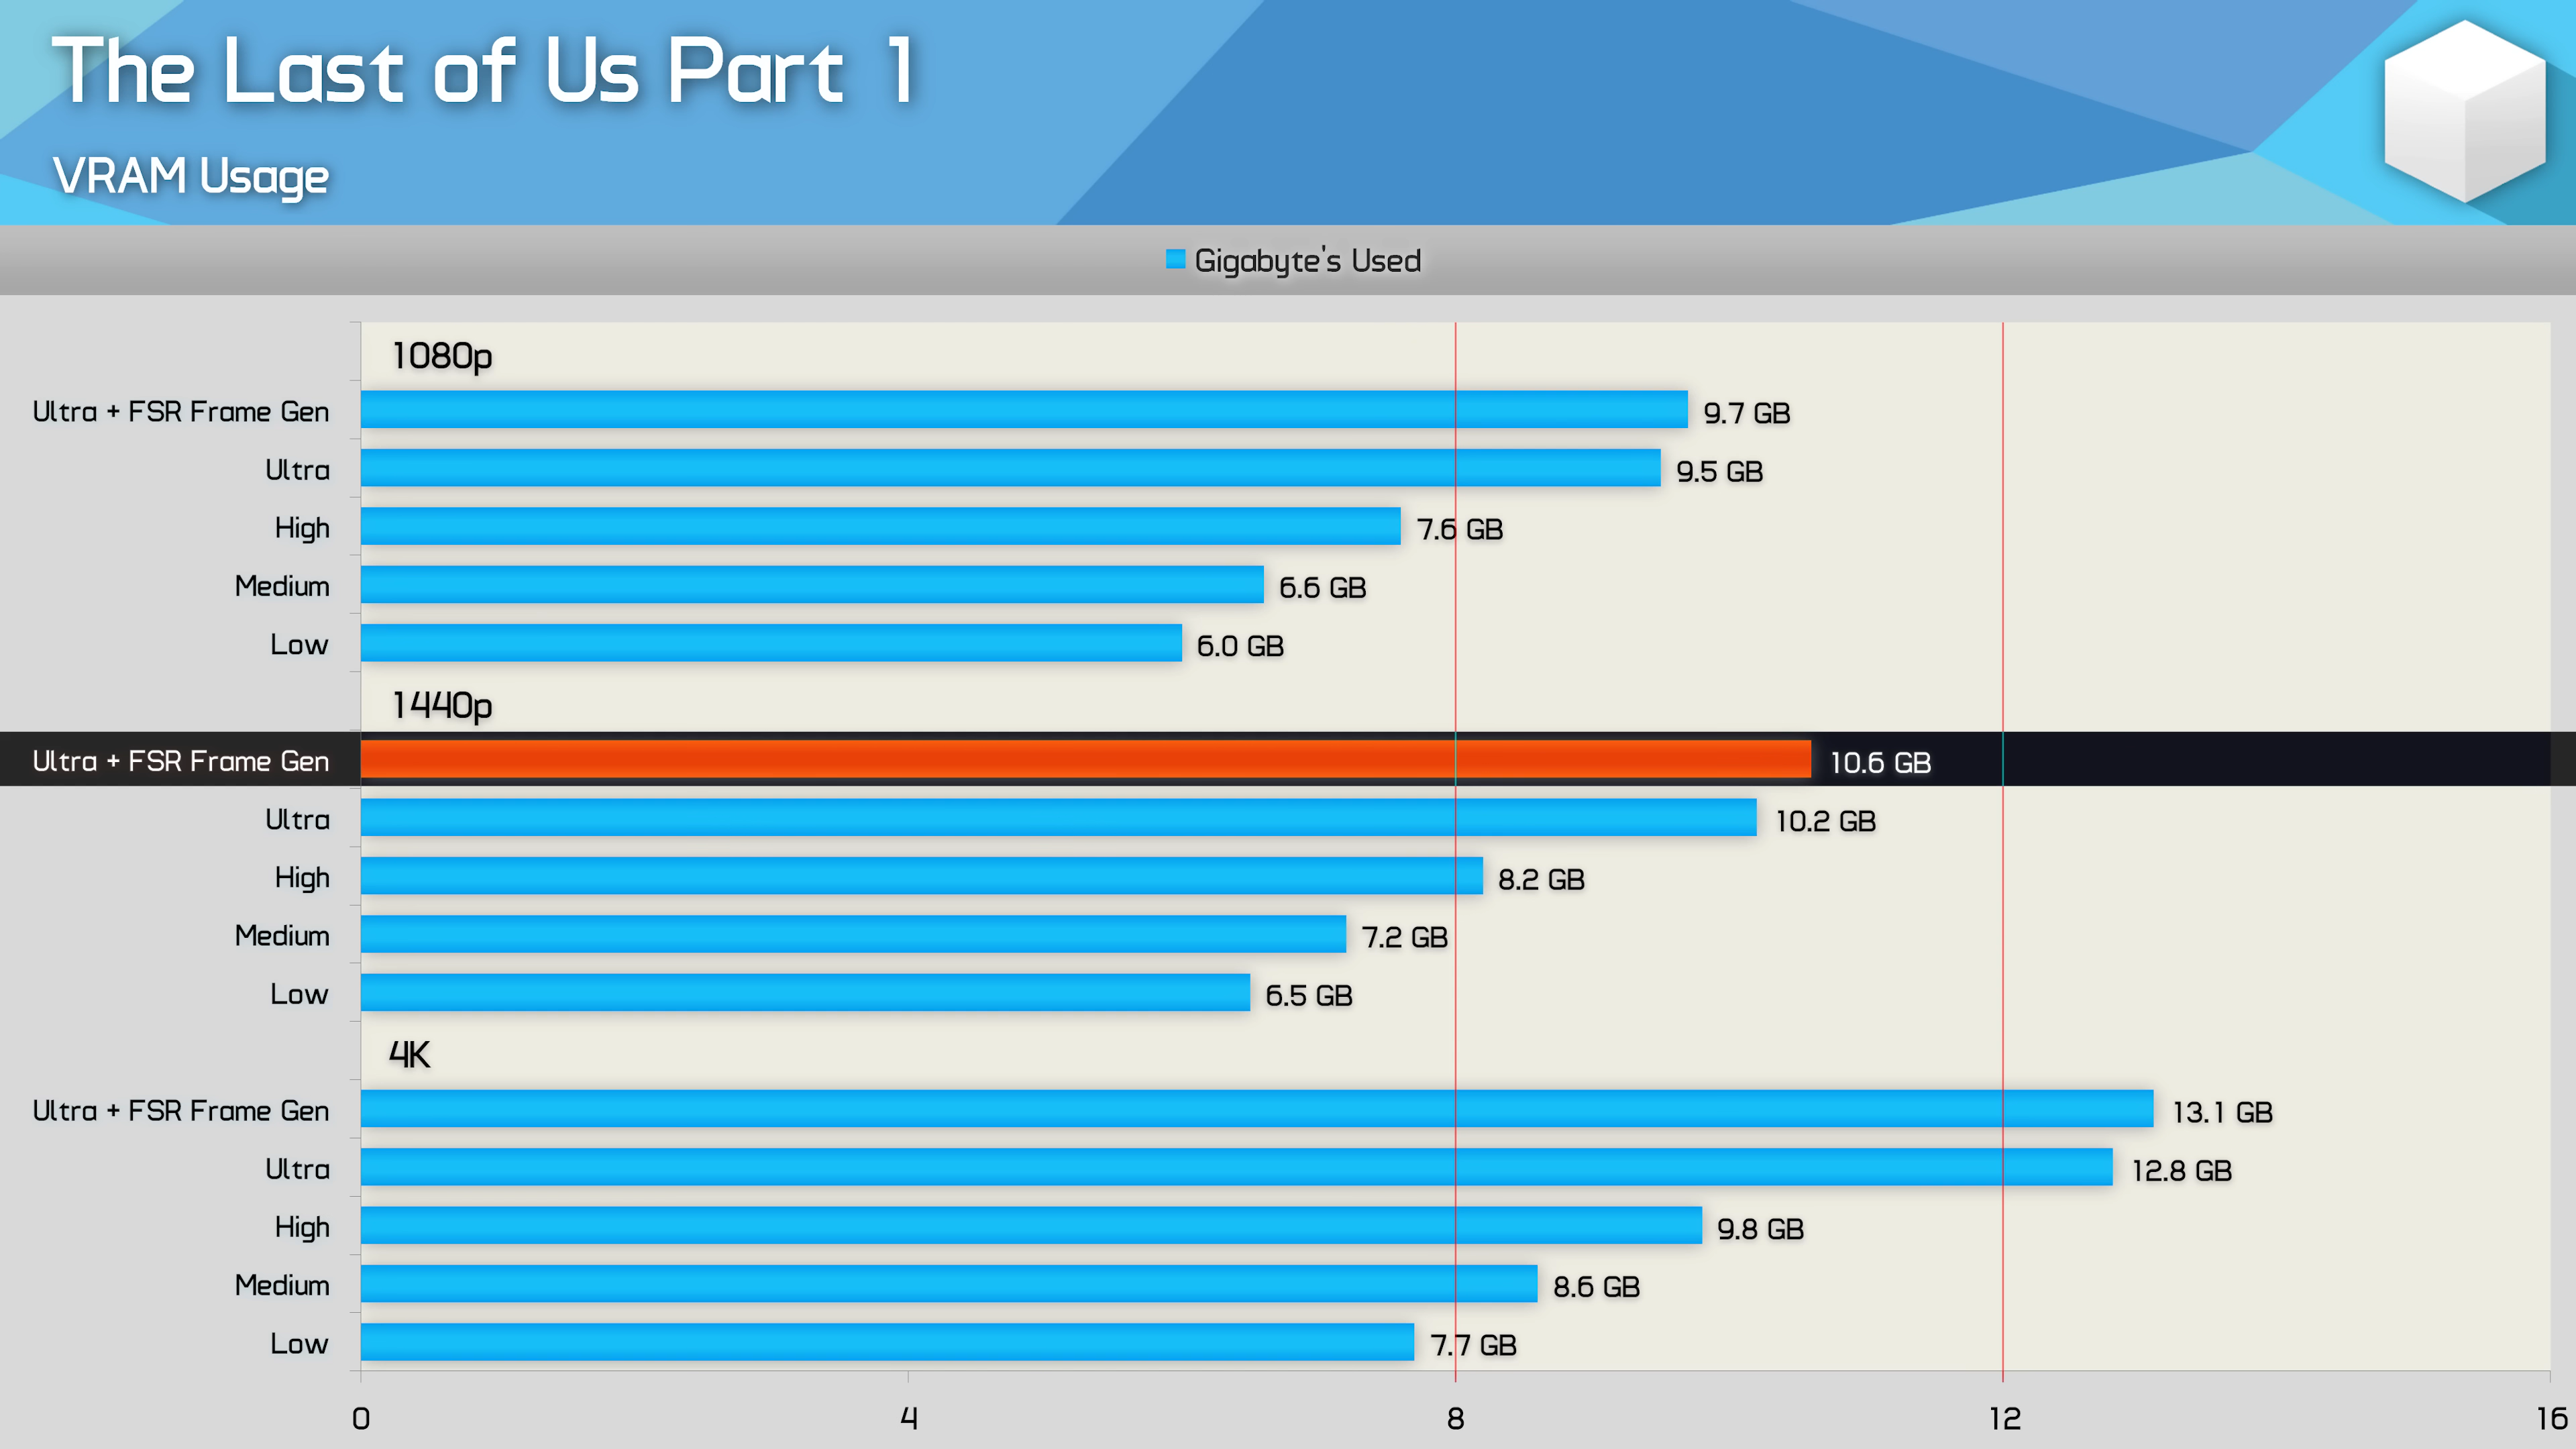 The Last of Us Part 1
VRAM Usage
Gigabyte's Used
1080p
Ultra + FSR Frame Gen 9.7 GB
Ultra 9.5 GB
High 7.6 GB
Medium 6.6 GB
Low 6.0 GB
1440p
Ultra + FSR Frame Gen 10.6 GB
Ultra 10.2 GB
High 8.2 GB
Medium 7.2 GB
Low 6.5 GB
4K
Ultra + FSR Frame Gen 13.1 GB
Ultra 12.8 GB
High 9.8 GB
Medium 8.6 GB
Low 7.7 GB
0 4 8 12 16